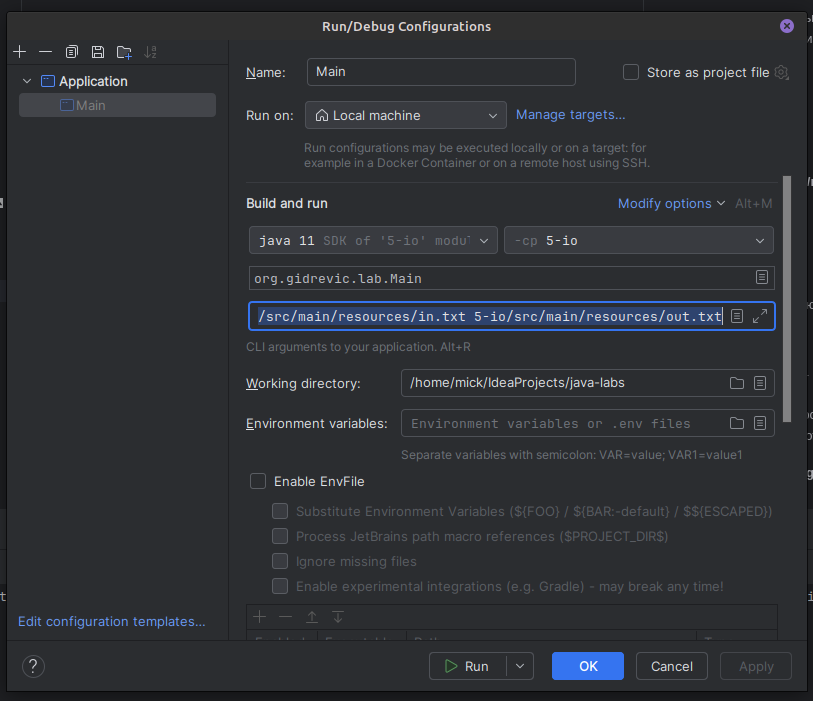 Run/Debug Configurations
Application
Main
Name:
Main
Store as project file
Run on:
Local machine
Manage targets...
Run configurations may be executed locally or on a target: for
example in a Docker Container or on a remote host using SSH.
Build and run
Modify options
Alt+M
java 11 SDK of '5-io' modul
-cp 5-io
org.gidrevic.lab.Main
/src/main/resources/in.txt 5-io/src/main/resources/out.txt
CLI arguments to your application. Alt+R
Working directory:
/home/mick/IdeaProjects/java-labs
Environment variables:
Environment variables or .env files
Separate variables with semicolon: VAR=value; VAR1=value1
Enable EnvFile
Substitute Environment Variables (${FOO} / ${BAR:-default} / $${ESCAPED})
Process JetBrains path macro references ($PROJECT_DIR$)
Ignore missing files
Enable experimental integrations (e.g. Gradle) - may break any time!
Edit configuration templates...
?
Run
OK
Cancel
Apply